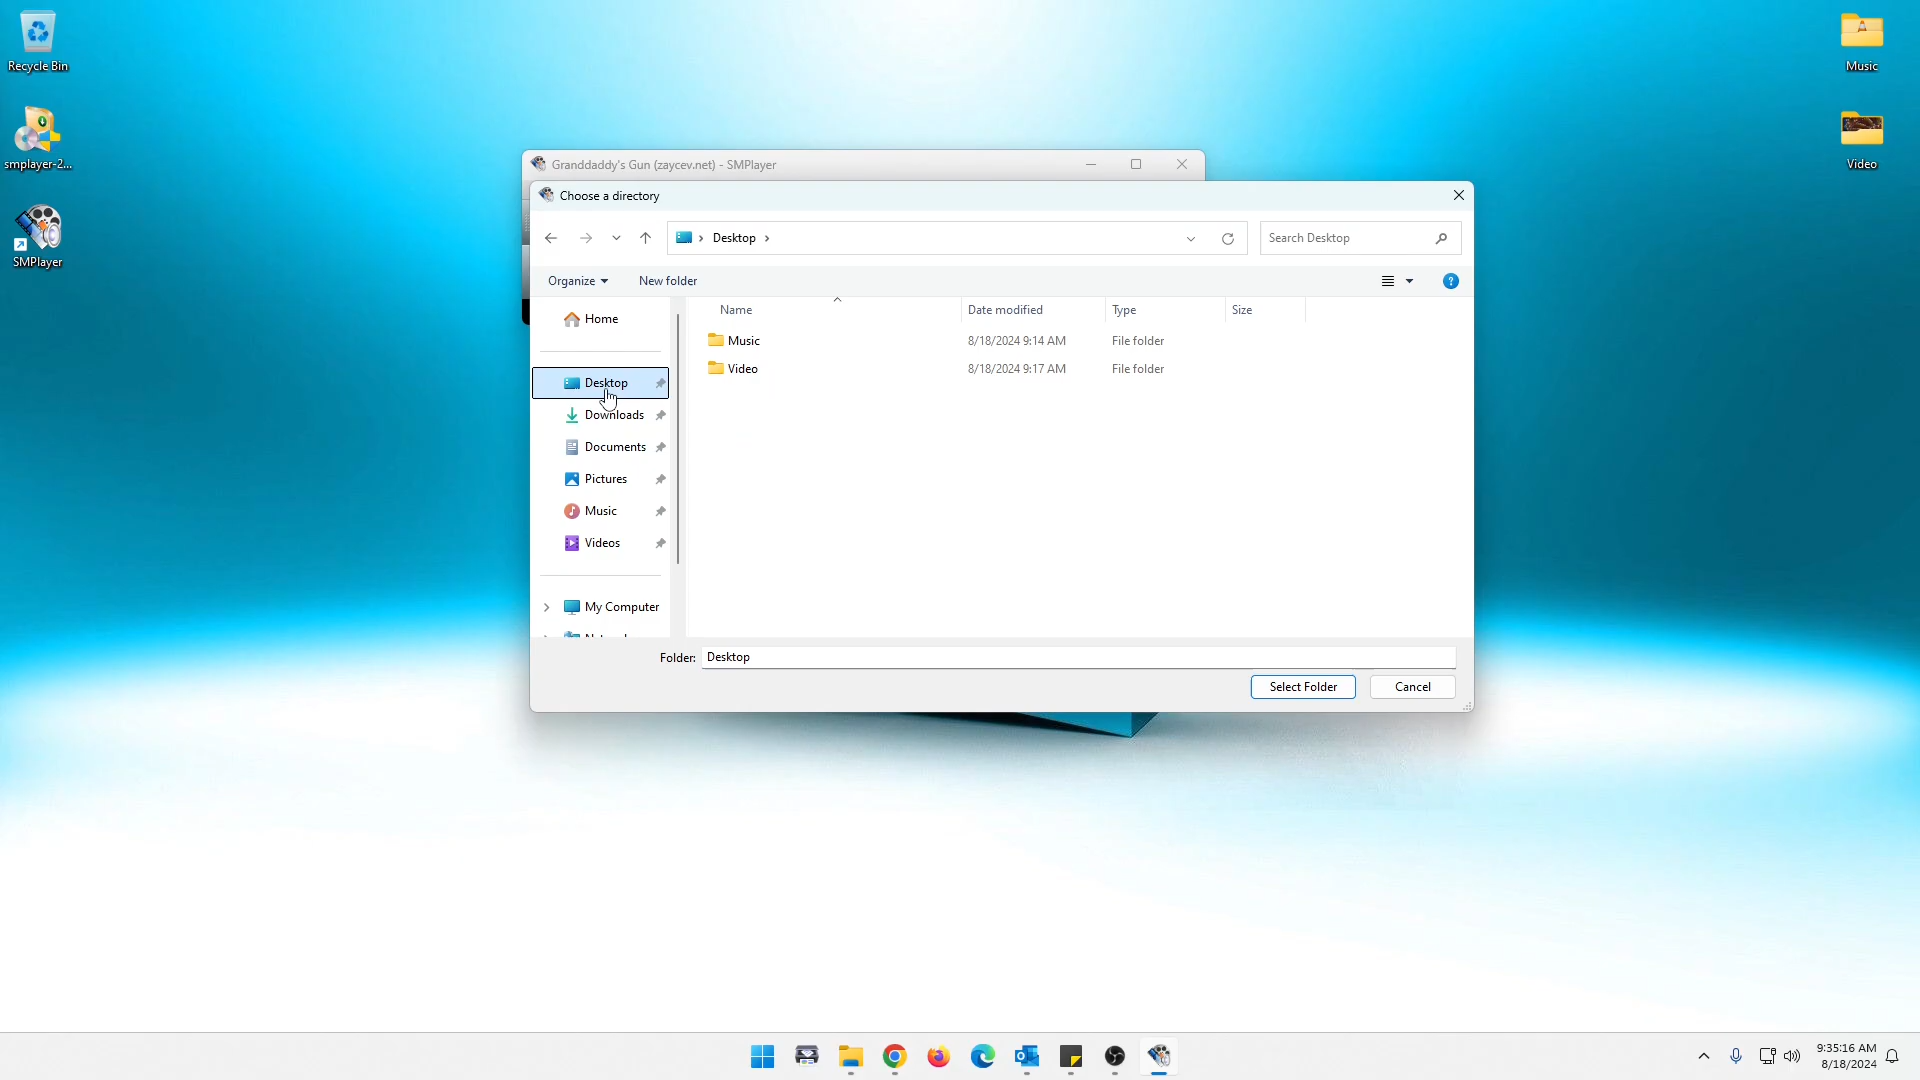 Recycle Bin
smplayer-2...
SMPlayer
Music
Video
Granddaddy's Gun (zaycev.net) - SMPlayer
Choose a directory
Desktop
Search Desktop
Organize
New folder
Name
Date modified
Type
Size
Home
Desktop
Downloads
Documents
Pictures
Music
Videos
My Computer
Music 8/18/2024 9:14 AM File folder
Video 8/18/2024 9:17 AM File folder
Folder: Desktop
Select Folder
Cancel
9:35:16 AM
8/18/2024